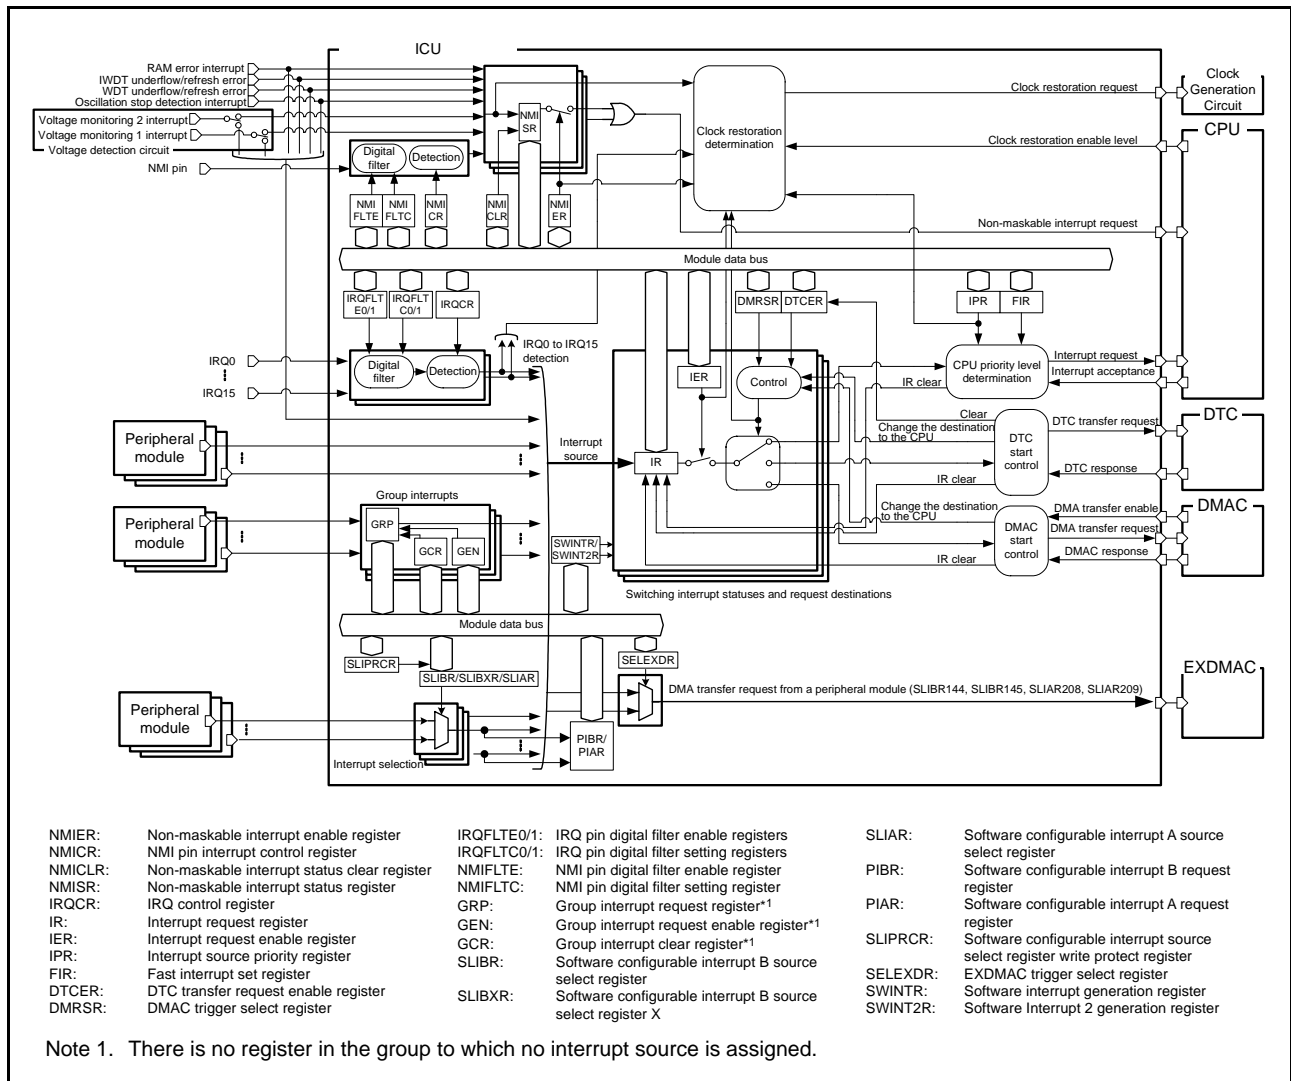 ICU
RAM error interrupt
IWDT underflow/refresh error
WDT underflow/refresh error
Oscillation stop detection interrupt
Voltage monitoring 2 interrupt
Voltage monitoring 1 interrupt
Voltage detection circuit
NMI pin
Digital
filter
Detection
NMI
SR
NMI
FLTE
NMI
FLTC
NMI
CR
NMI
CLR
NMI
ER
Clock restoration
determination
Clock restoration request
Clock
Generation
Circuit
Clock restoration enable level
CPU
Non-maskable interrupt request
Module data bus
IRQFLT
E0/1
IRQFLT
C0/1
IRQCR
DMRSR
DTCER
IPR
FIR
IRQ0
IRQ15
Digital
filter
Detection
IRQ0 to IRQ15
detection
IER
Control
CPU priority level
determination
Interrupt request
Interrupt acceptance
IR clear
Clear
Change the destination
to the CPU
DTC
start
control
DTC transfer request
DTC response
DTC
IR clear
Peripheral
module
Interrupt
source
IR
Peripheral
module
Group interrupts
GRP
GCR
GEN
SWINTR/
SWINT2R
Change the destination
to the CPU
DMAC
start
control
DMA transfer enable
DMA transfer request
DMAC response
DMAC
IR clear
Switching interrupt statuses and request destinations
Module data bus
SLIPRCR
SLIBR/SLIBXR/SLIAR
SELEXDR
DMA transfer request from a peripheral module (SLIBR144, SLIBR145, SLIAR208, SLIAR209)
EXDMAC
Peripheral
module
Interrupt selection
PIBR/
PIAR
NMIER: Non-maskable interrupt enable register
NMICR: NMI pin interrupt control register
NMICLR: Non-maskable interrupt status clear register
NMISR: Non-maskable interrupt status register
IRQCR: IRQ control register
IR: Interrupt request register
IER: Interrupt request enable register
IPR: Interrupt source priority register
FIR: Fast interrupt set register
DTCER: DTC transfer request enable register
DMRSR: DMAC trigger select register
IRQFLTE0/1: IRQ pin digital filter enable registers
IRQFLTC0/1: IRQ pin digital filter setting registers
NMIFLTE: NMI pin digital filter enable register
NMIFLTC: NMI pin digital filter setting register
GRP: Group interrupt request register*1
GEN: Group interrupt request enable register*1
GCR: Group interrupt clear register*1
SLIBR: Software configurable interrupt B source
select register
SLIBXR: Software configurable interrupt B source
select register X
SLIAR: Software configurable interrupt A source
select register
PIBR: Software configurable interrupt B request
register
PIAR: Software configurable interrupt A request
register
SLIPRCR: Software configurable interrupt source
select register write protect register
SELEXDR: EXDMAC trigger select register
SWINTR: Software interrupt generation register
SWINT2R: Software Interrupt 2 generation register
Note 1. There is no register in the group to which no interrupt source is assigned.